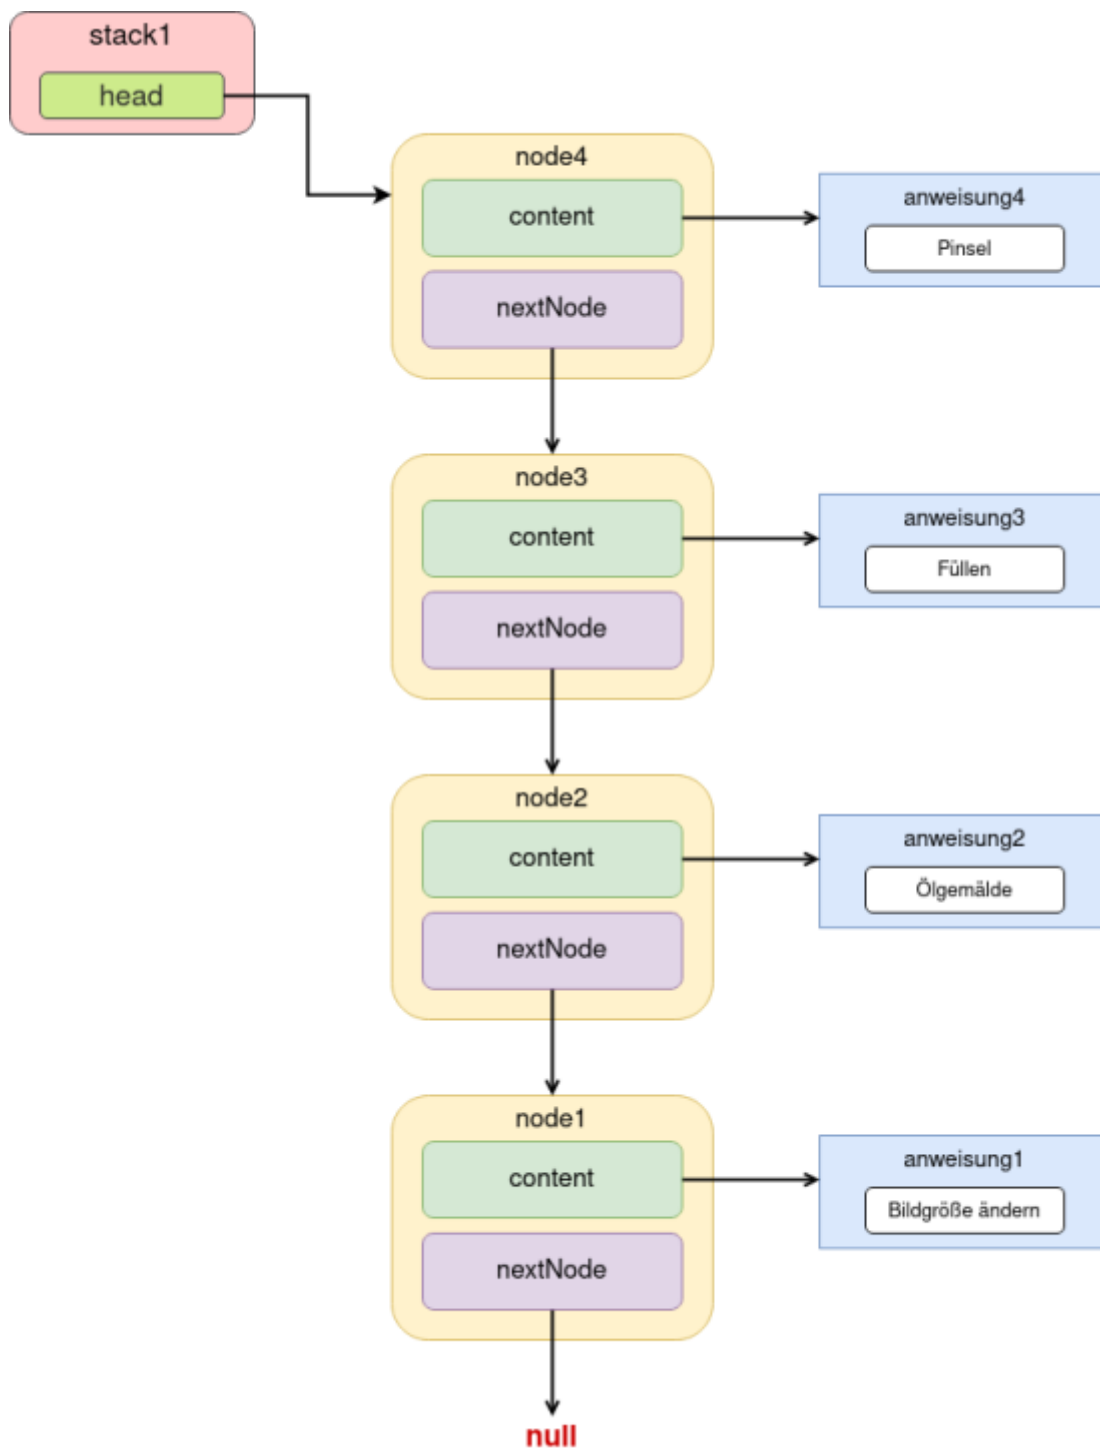 stack1
head
node4
content
nextNode
anweisung4
Pinsel
node3
content
nextNode
anweisung3
Füllen
node2
content
nextNode
anweisung2
Ölgemälde
node1
content
nextNode
anweisung1
Bildgröße ändern
null